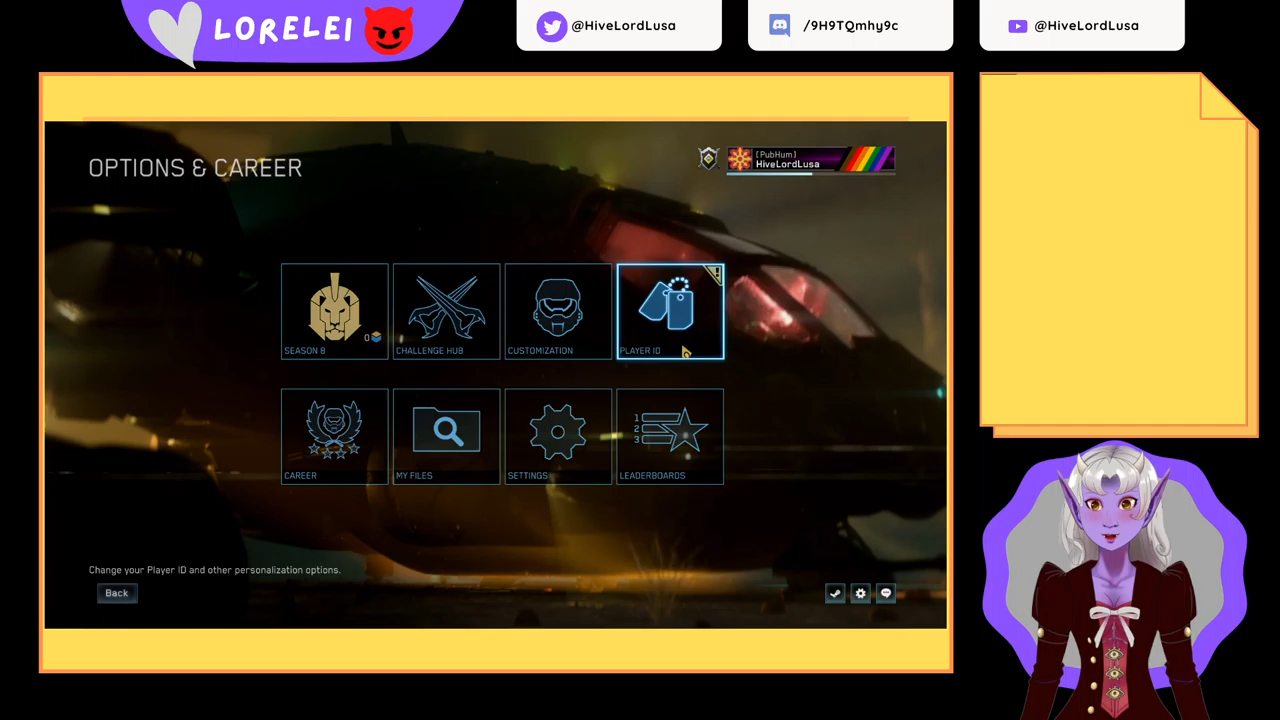 LORELEI
@HiveLordLusa
/9H9TQmhy9c
@HiveLordLusa
OPTIONS & CAREER
[PubHum]
HiveLordLusa
SEASON 8
0
CHALLENGE HUB
CUSTOMIZATION
PLAYER ID
CAREER
MY FILES
SETTINGS
1
2
3
LEADERBOARDS
Change your Player ID and other personalization options.
Back